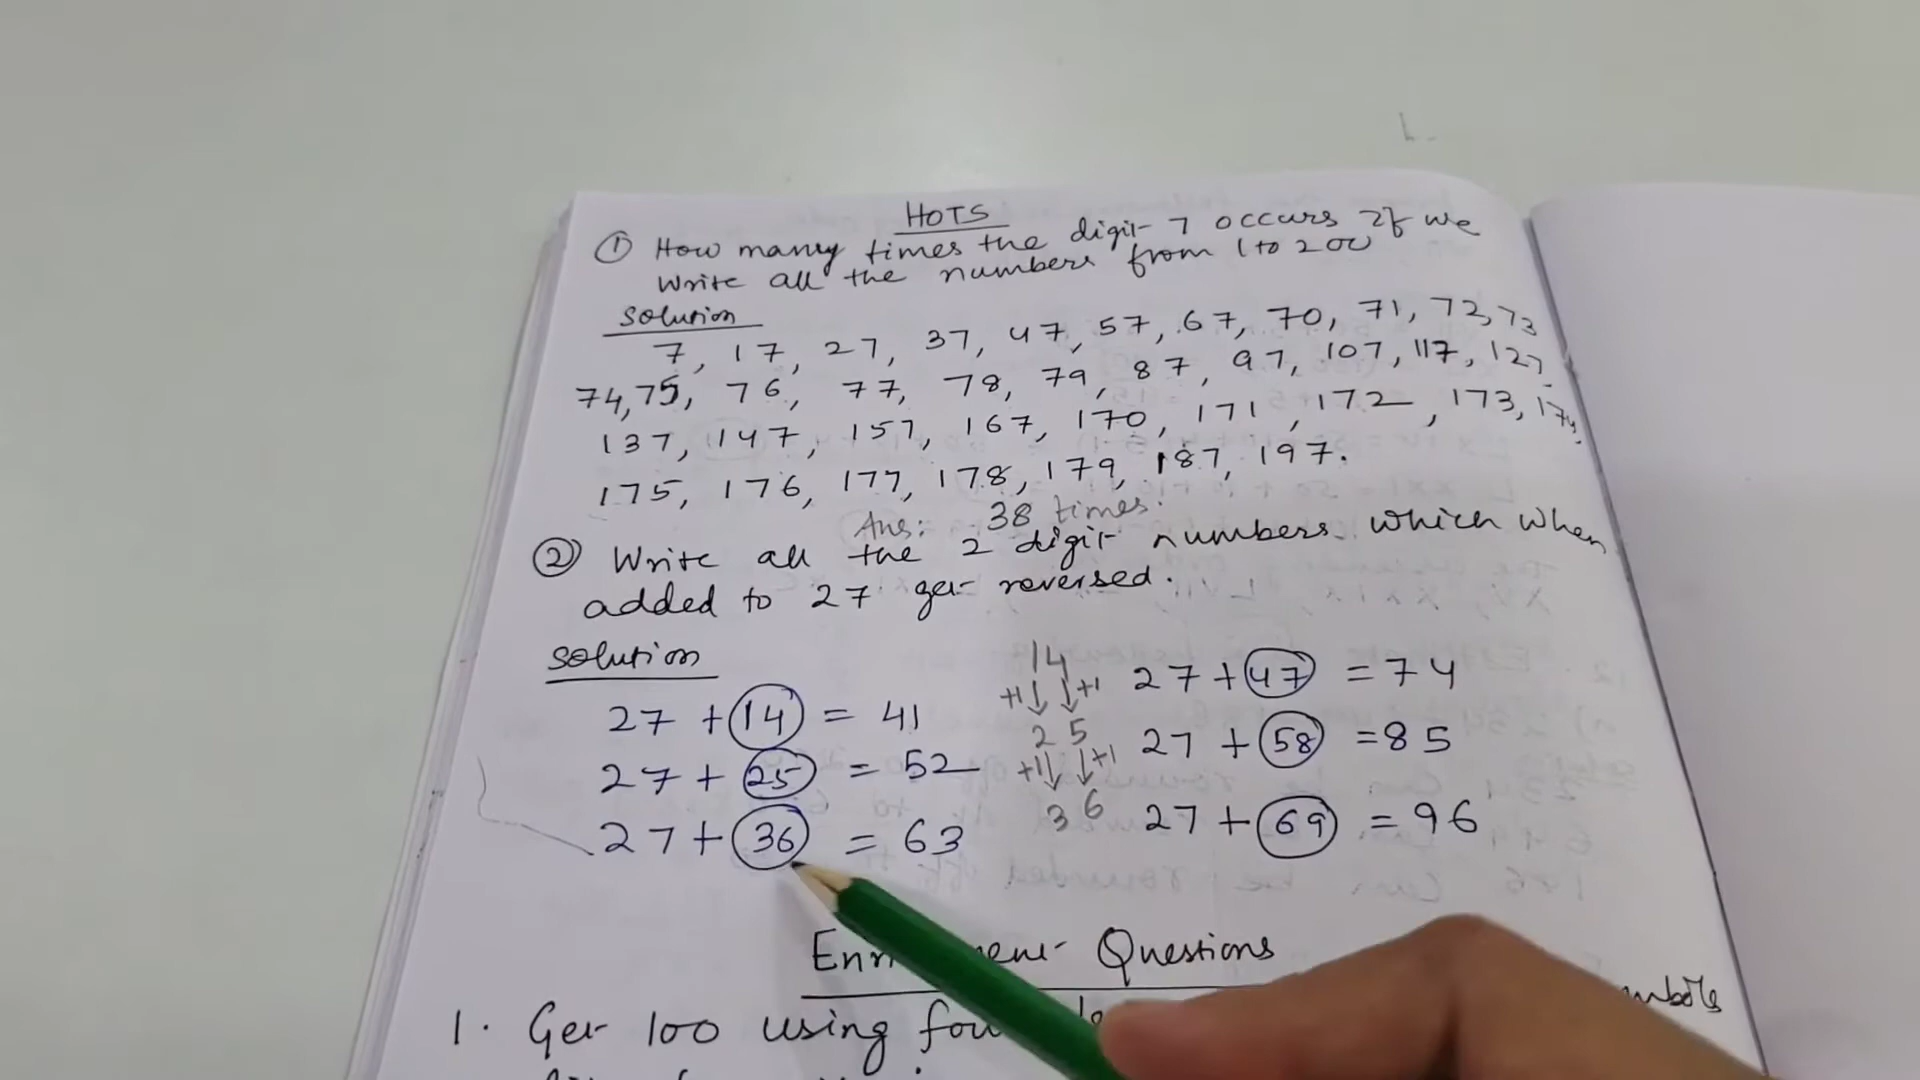 HOTS
① How many times the digit 7 occurs if we
write all the numbers from 1 to 200
Solution
7, 17, 27, 37, 47, 57, 67, 70, 71, 72, 73
74, 75, 76, 77, 78, 79, 87, 97, 107, 117, 127,
137, 147, 157, 167, 170, 171, 172, 173, 174,
175, 176, 177, 178, 179, 187, 197.
Ans: 38 times.
② Write all the 2 digit numbers which when
added to 27 get reversed.
Solution
27 + 14 = 41
27 + 25 = 52
27 + 36 = 63
14
+1 ↓ ↓ +1
25
+1 ↓ ↓ +1
36
27 + 47 = 74
27 + 58 = 85
27 + 69 = 96
Questions
1. Get 100 using